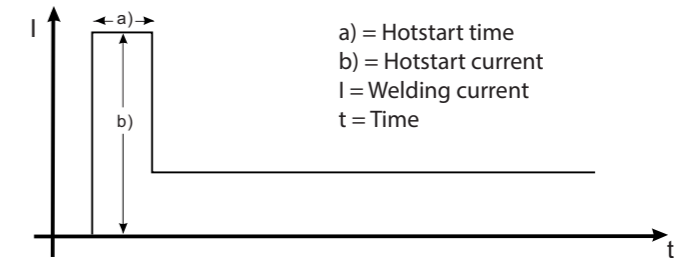 I
a)
b)
a) = Hotstart time
b) = Hotstart current
I = Welding current
t = Time
t